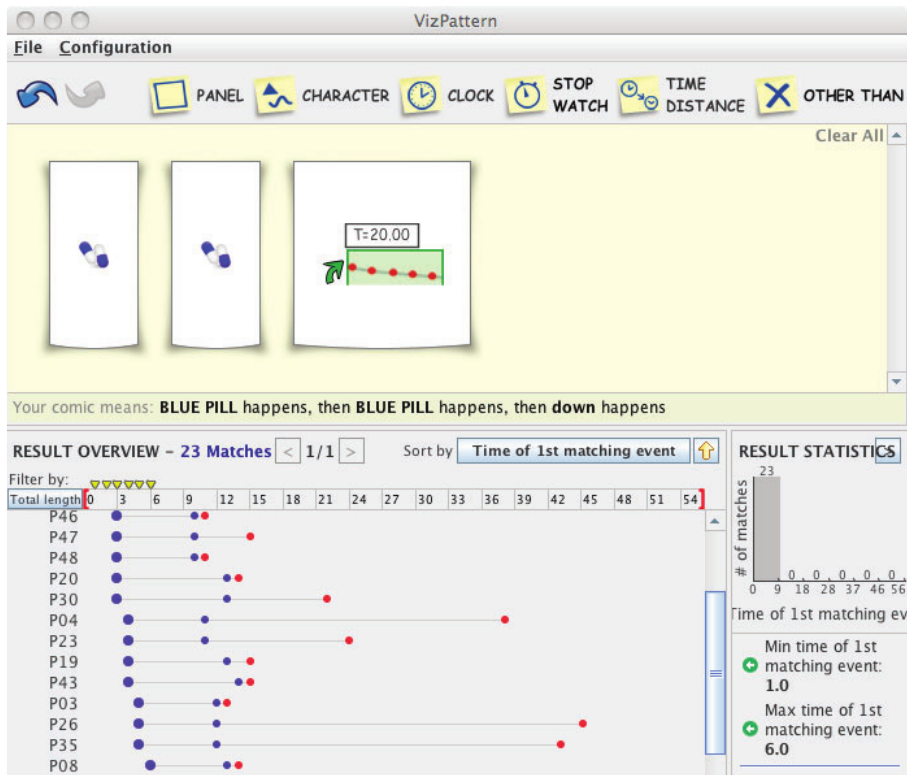 VizPattern
File Configuration
PANEL CHARACTER CLOCK STOP WATCH TIME DISTANCE OTHER THAN
Clear All
T=20.00
Your comic means: BLUE PILL happens, then BLUE PILL happens, then down happens
RESULT OVERVIEW - 23 Matches < 1/1 > Sort by Time of 1st matching event
Filter by:
Total length 0 3 6 9 12 15 18 21 24 27 30 33 36 39 42 45 48 51 54
P46
P47
P48
P20
P30
P04
P23
P19
P43
P03
P26
P35
P08
RESULT STATISTICS
23
# of matches
0 0 0 0 0
0 9 18 28 37 46 56
Time of 1st matching ev
Min time of 1st
matching event:
1.0
Max time of 1st
matching event:
6.0